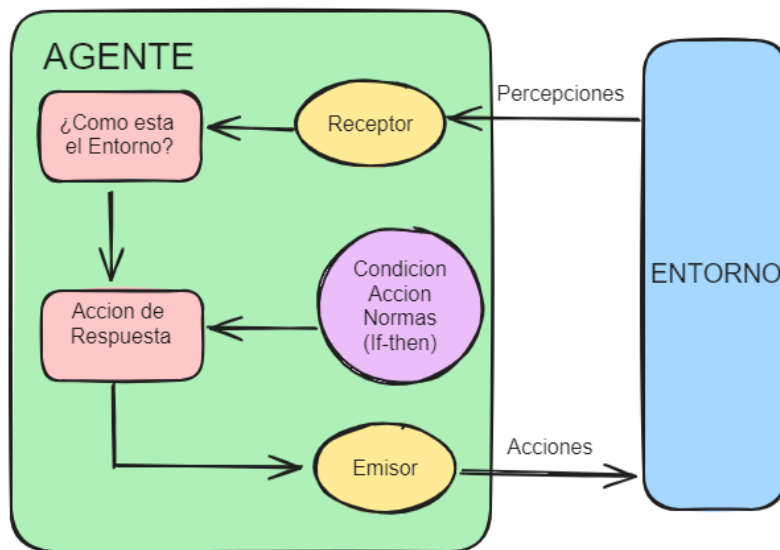 AGENTE
¿Como esta
el Entorno?
Receptor
Percepciones
ENTORNO
Accion de
Respuesta
Condicion
Accion
Normas
(If-then)
Emisor
Acciones